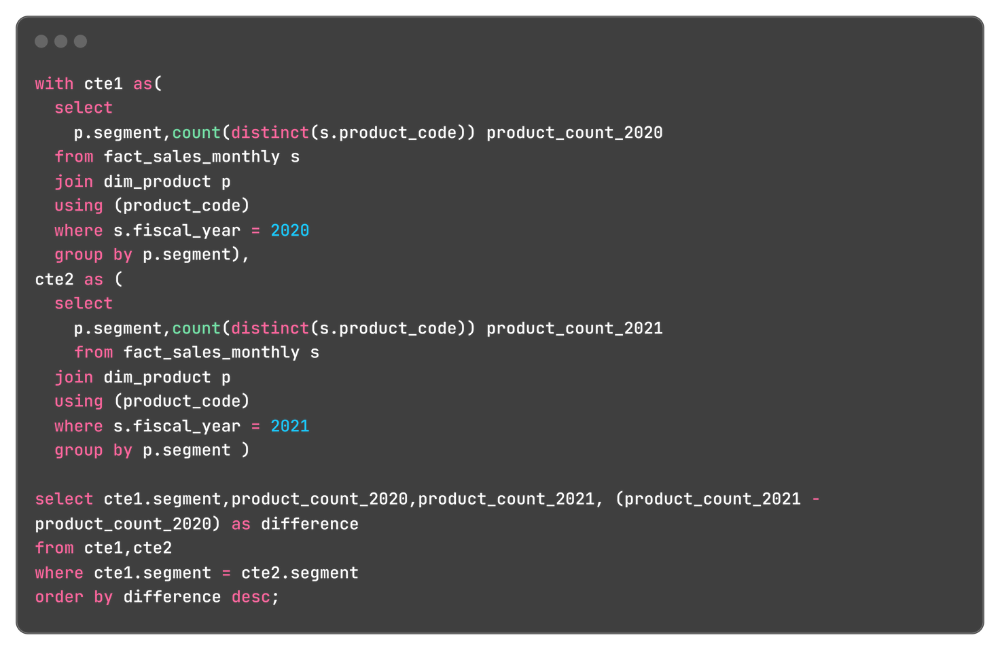 with cte1 as(
  select
    p.segment,count(distinct(s.product_code)) product_count_2020
  from fact_sales_monthly s
  join dim_product p
  using (product_code)
  where s.fiscal_year = 2020
  group by p.segment),
cte2 as (
  select
    p.segment,count(distinct(s.product_code)) product_count_2021
    from fact_sales_monthly s
  join dim_product p
  using (product_code)
  where s.fiscal_year = 2021
  group by p.segment )

select cte1.segment,product_count_2020,product_count_2021, (product_count_2021 -
product_count_2020) as difference
from cte1,cte2
where cte1.segment = cte2.segment
order by difference desc;